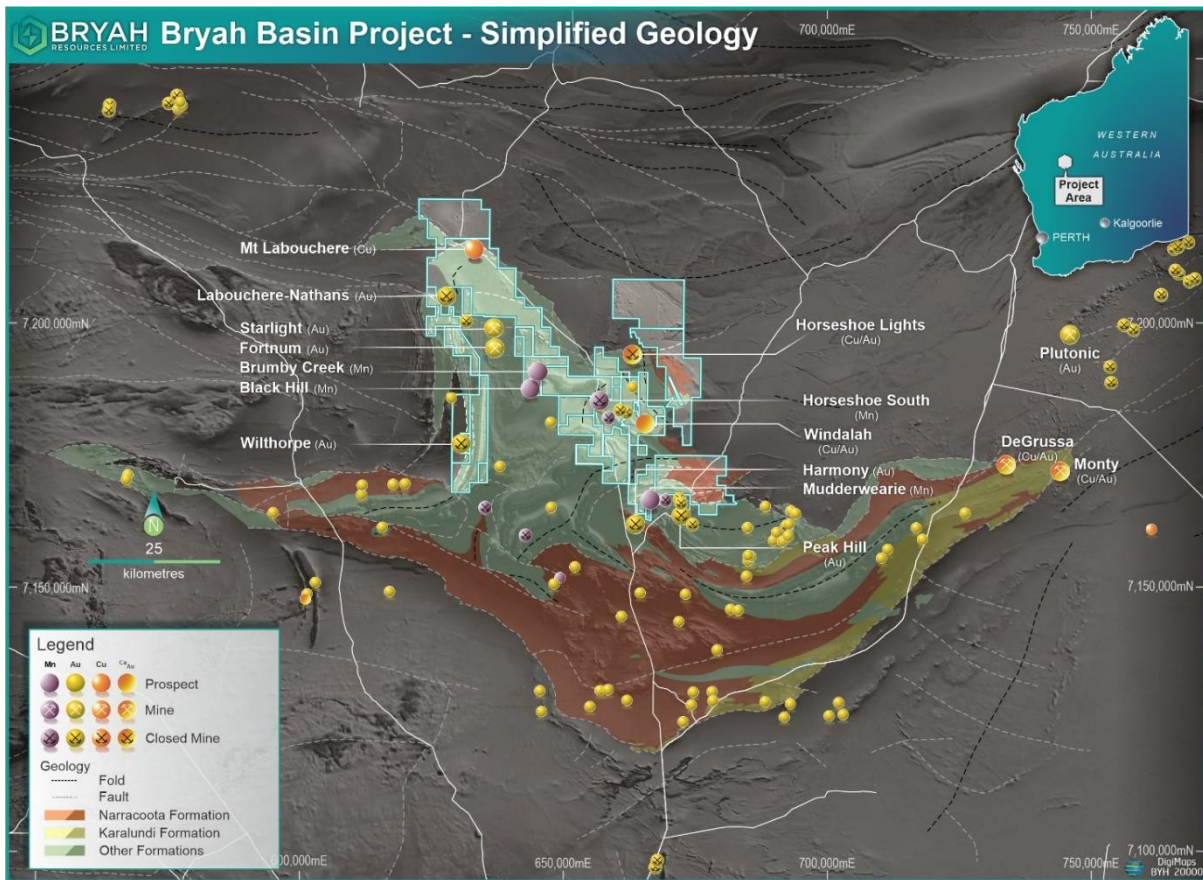 BRYAH
RESOURCES LIMITED
Bryah Basin Project - Simplified Geology
700,000mE
750,000mE
WESTERN
AUSTRALIA
Project
Area
Kalgoorlie
PERTH
Mt Labouchere (Cu)
Labouchere-Nathans (Au)
7,200,000mN
Starlight (Au)
Fortnum (Au)
Brumby Creek (Mn)
Black Hill (Mn)
Wilthorpe (Au)
Horseshoe Lights
(Cu/Au)
7,200,000mN
Plutonic
(Au)
Horseshoe South
(Mn)
Windalah
(Cu/Au)
DeGrussa
(Cu/Au)
Monty
(Cu/Au)
Harmony (Au)
Mudderwearie (Mn)
Peak Hill
(Au)
N
25
kilometres
7,150,000mN
7,150,000mN
Legend
Mn Au Cu Cu Au
Prospect
Mine
Closed Mine
Geology
Fold
Fault
Narracoota Formation
Karalundi Formation
Other Formations
600,000mE
650,000mE
700,000mE
750,000mE
7,100,000mN
DigiMaps